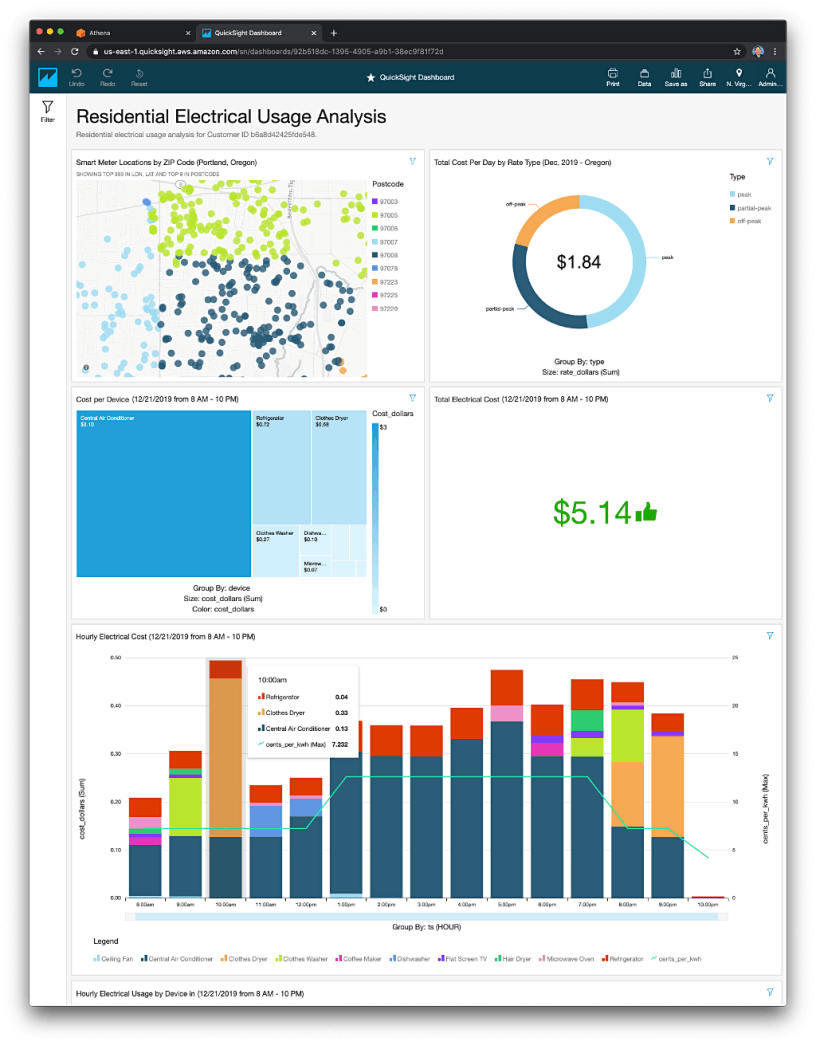 Athena
QuickSight Dashboard
us-east-1.quicksight.aws.amazon.com/sn/dashboards/92b518dc-1395-4905-a9b1-38ec9f81f72d
Undo
Redo
Reset
QuickSight Dashboard
Print
Data
Save as
Share
N. Virg...
Admin...
Filter
Residential Electrical Usage Analysis
Residential electrical usage analysis for Customer ID b6a8d42425fde548.
Smart Meter Locations by ZIP Code (Portland, Oregon)
SHOWING TOP 959 IN LON, LAT AND TOP 9 IN POSTCODE
Postcode
97003
97005
97006
97007
97008
97078
97223
97225
97229
Total Cost Per Day by Rate Type (Dec, 2019 - Oregon)
Type
peak
partial-peak
off-peak
off-peak
$1.84
peak
partial-peak
Group By: type
Size: rate_dollars (Sum)
Cost per Device (12/21/2019 from 8 AM - 10 PM)
Central Air Conditioner
$3.10
Refrigerator
$0.72
Clothes Dryer
$0.58
Clothes Washer
$0.27
Dishwa...
$0.10
Microw...
$0.07
Cost_dollars
$3
$0
Group By: device
Size: cost_dollars (Sum)
Color: cost_dollars
Total Electrical Cost (12/21/2019 from 8 AM - 10 PM)
$5.14
Hourly Electrical Cost (12/21/2019 from 8 AM - 10 PM)
0.50
0.40
0.30
0.20
0.10
0.00
cost_dollars (Sum)
25
20
15
10
5
0
cents_per_kwh (Max)
10:00am
Refrigerator 0.04
Clothes Dryer 0.33
Central Air Conditioner 0.13
cents_per_kwh (Max) 7.232
8:00am 9:00am 10:00am 11:00am 12:00pm 1:00pm 2:00pm 3:00pm 4:00pm 5:00pm 6:00pm 7:00pm 8:00pm 9:00pm 10:00pm
Group By: ts (HOUR)
Legend
Ceiling Fan Central Air Conditioner Clothes Dryer Clothes Washer Coffee Maker Dishwasher Flat Screen TV Hair Dryer Microwave Oven Refrigerator cents_per_kwh
Hourly Electrical Usage by Device in (12/21/2019 from 8 AM - 10 PM)